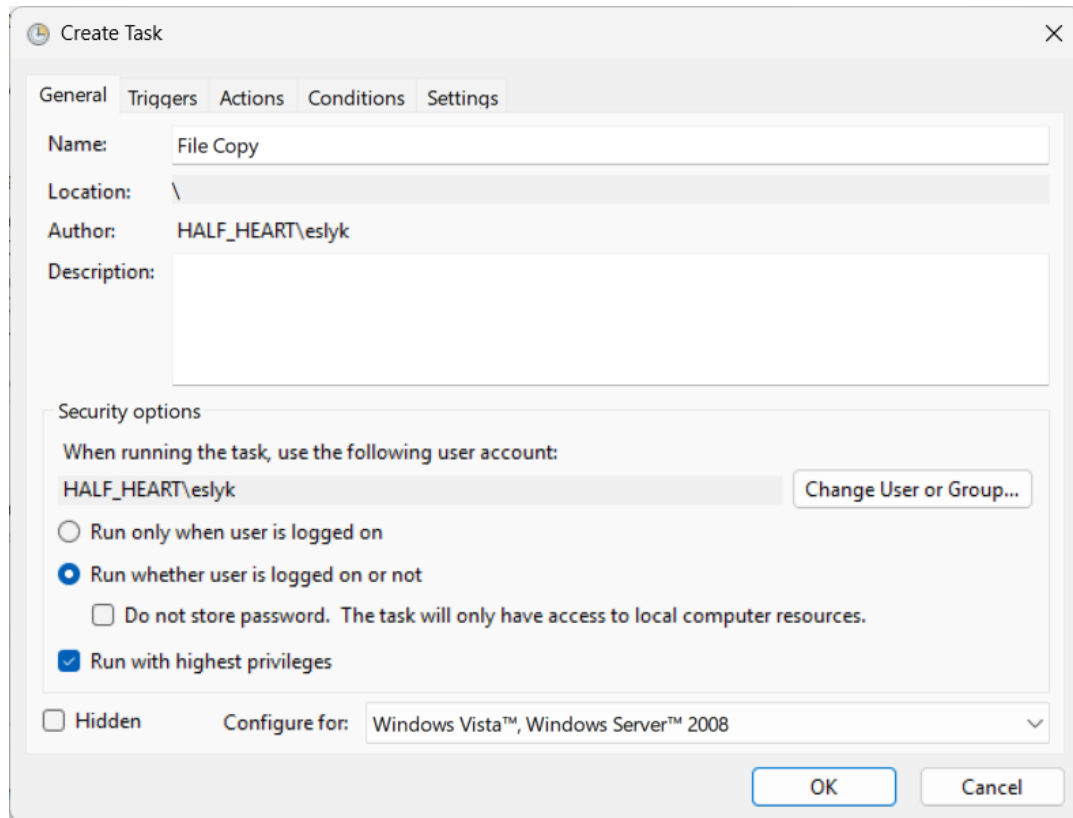 Create Task
General Triggers Actions Conditions Settings
Name: File Copy
Location: \
Author: HALF_HEART\eslyk
Description:
Security options
When running the task, use the following user account:
HALF_HEART\eslyk Change User or Group...
Run only when user is logged on
Run whether user is logged on or not
Do not store password. The task will only have access to local computer resources.
Run with highest privileges
Hidden Configure for: Windows Vista™, Windows Server™ 2008
OK Cancel